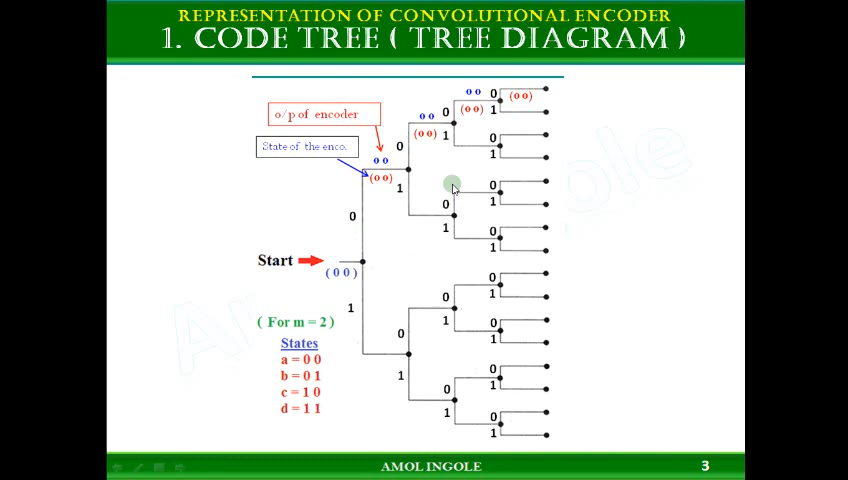 REPRESENTATION OF CONVOLUTIONAL ENCODER
1. CODE TREE ( TREE DIAGRAM )
0 0 0 (0 0)
o/p of encoder
0 0 0 (0 0) 1
State of the enco.
(0 0) 1 0
0 0 0 1
(0 0) 1 0
0 0 1
1 0
0 1
Start
(0 0)
0
1 0 1
( For m = 2 ) 1 0
States 0 1
a = 0 0
b = 0 1 1 0
c = 1 0 0 1
d = 1 1 1 0
1
AMOL INGOLE
3